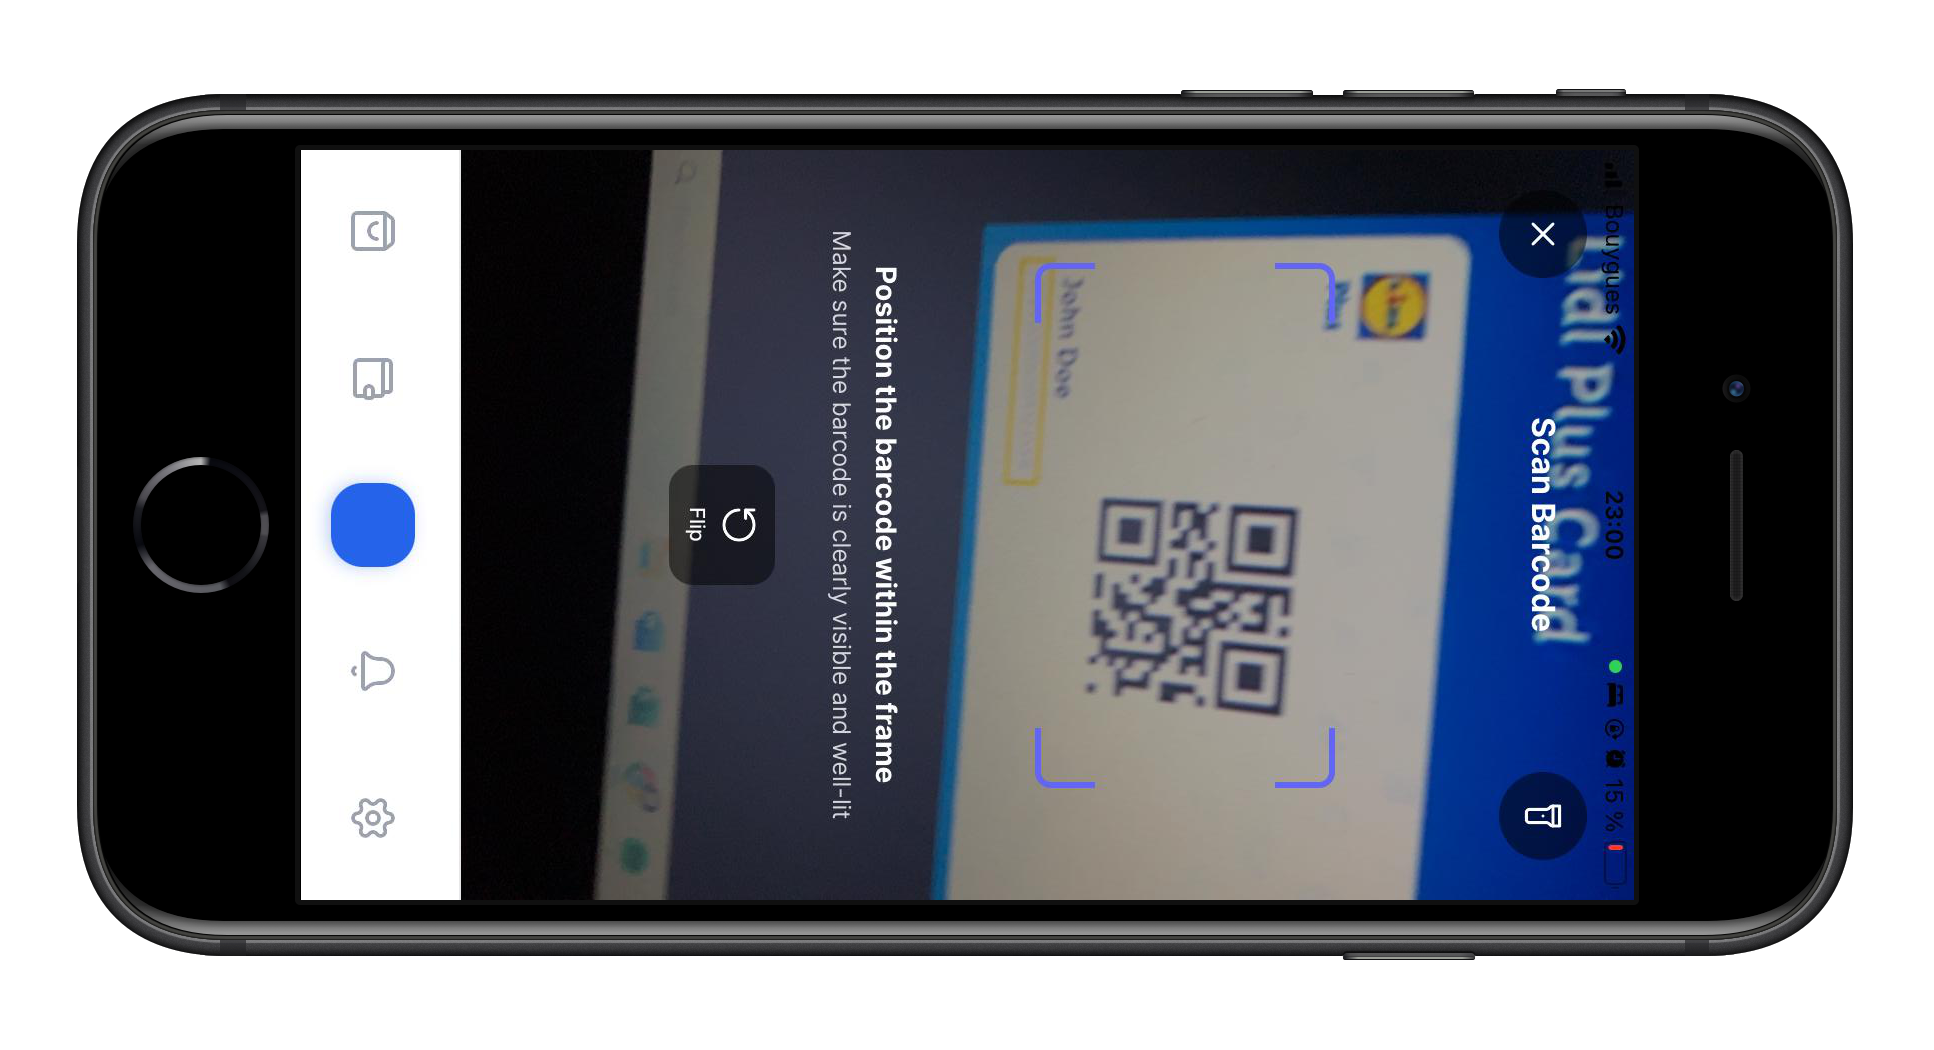 Bouygues 23:00 15 %
Scan Barcode
Plus Card
John Doe
Position the barcode within the frame
Make sure the barcode is clearly visible and well-lit
Flip